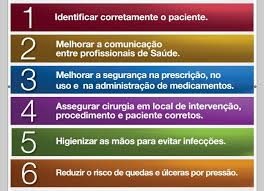 1 Identificar corretamente o paciente.
2 Melhorar a comunicação
entre profissionais de Saúde.
3 Melhorar a segurança na prescrição, no
uso e na administração de medicamentos.
4 Assegurar cirurgia em local de intervenção,
procedimento e paciente corretos.
5 Higienizar as mãos para evitar infecções.
6 Reduzir o risco de quedas e úlceras por pressão.